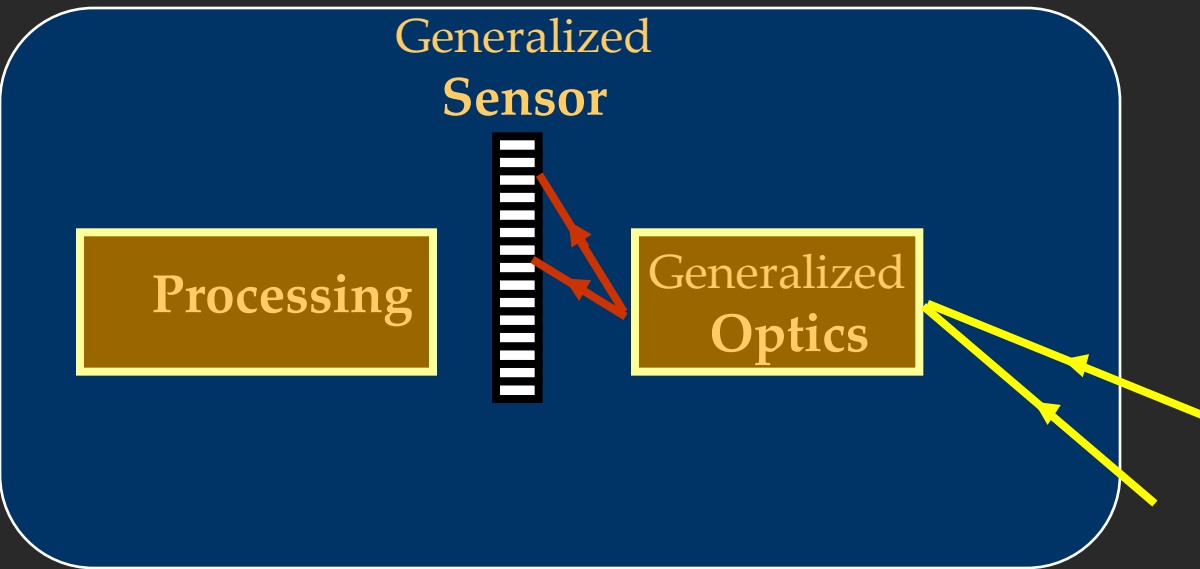 Generalized
Sensor
Processing
Generalized
Optics